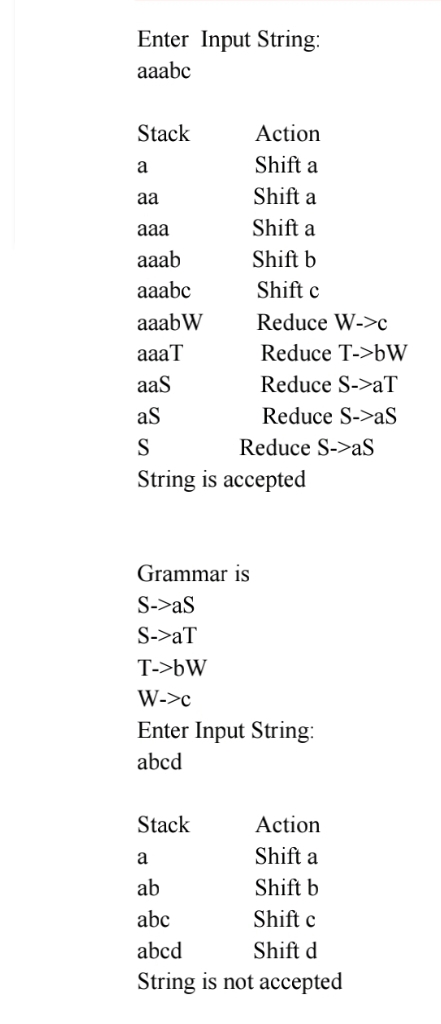 Enter Input String:
aaabc
Stack Action
a Shift a
aa Shift a
aaa Shift a
aaab Shift b
aaabc Shift c
aaabW Reduce W->c
aaaT Reduce T->bW
aaS Reduce S->aT
aS Reduce S->aS
S Reduce S->aS
String is accepted
Grammar is
S->aS
S->aT
T->bW
W->c
Enter Input String:
abcd
Stack Action
a Shift a
ab Shift b
abc Shift c
abcd Shift d
String is not accepted